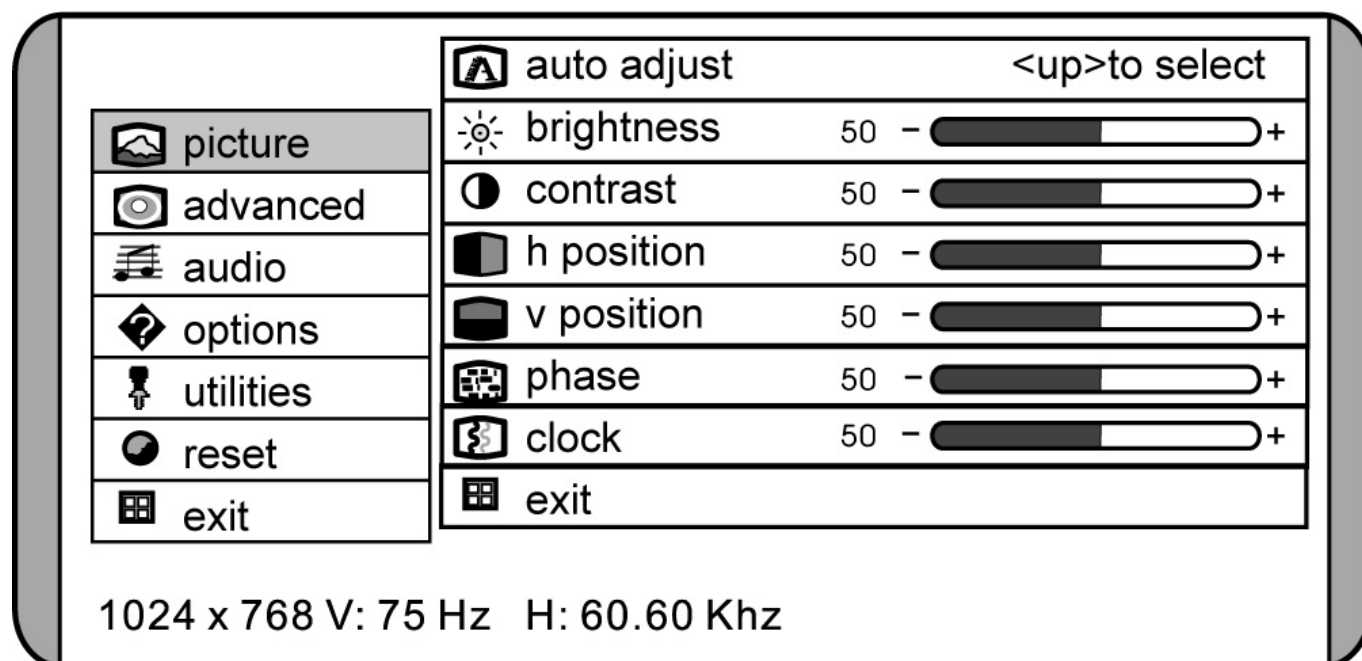 picture
advanced
audio
options
utilities
reset
exit
auto adjust <up>to select
brightness 50 - +
contrast 50 - +
h position 50 - +
v position 50 - +
phase 50 - +
clock 50 - +
exit
1024 x 768 V: 75 Hz H: 60.60 Khz